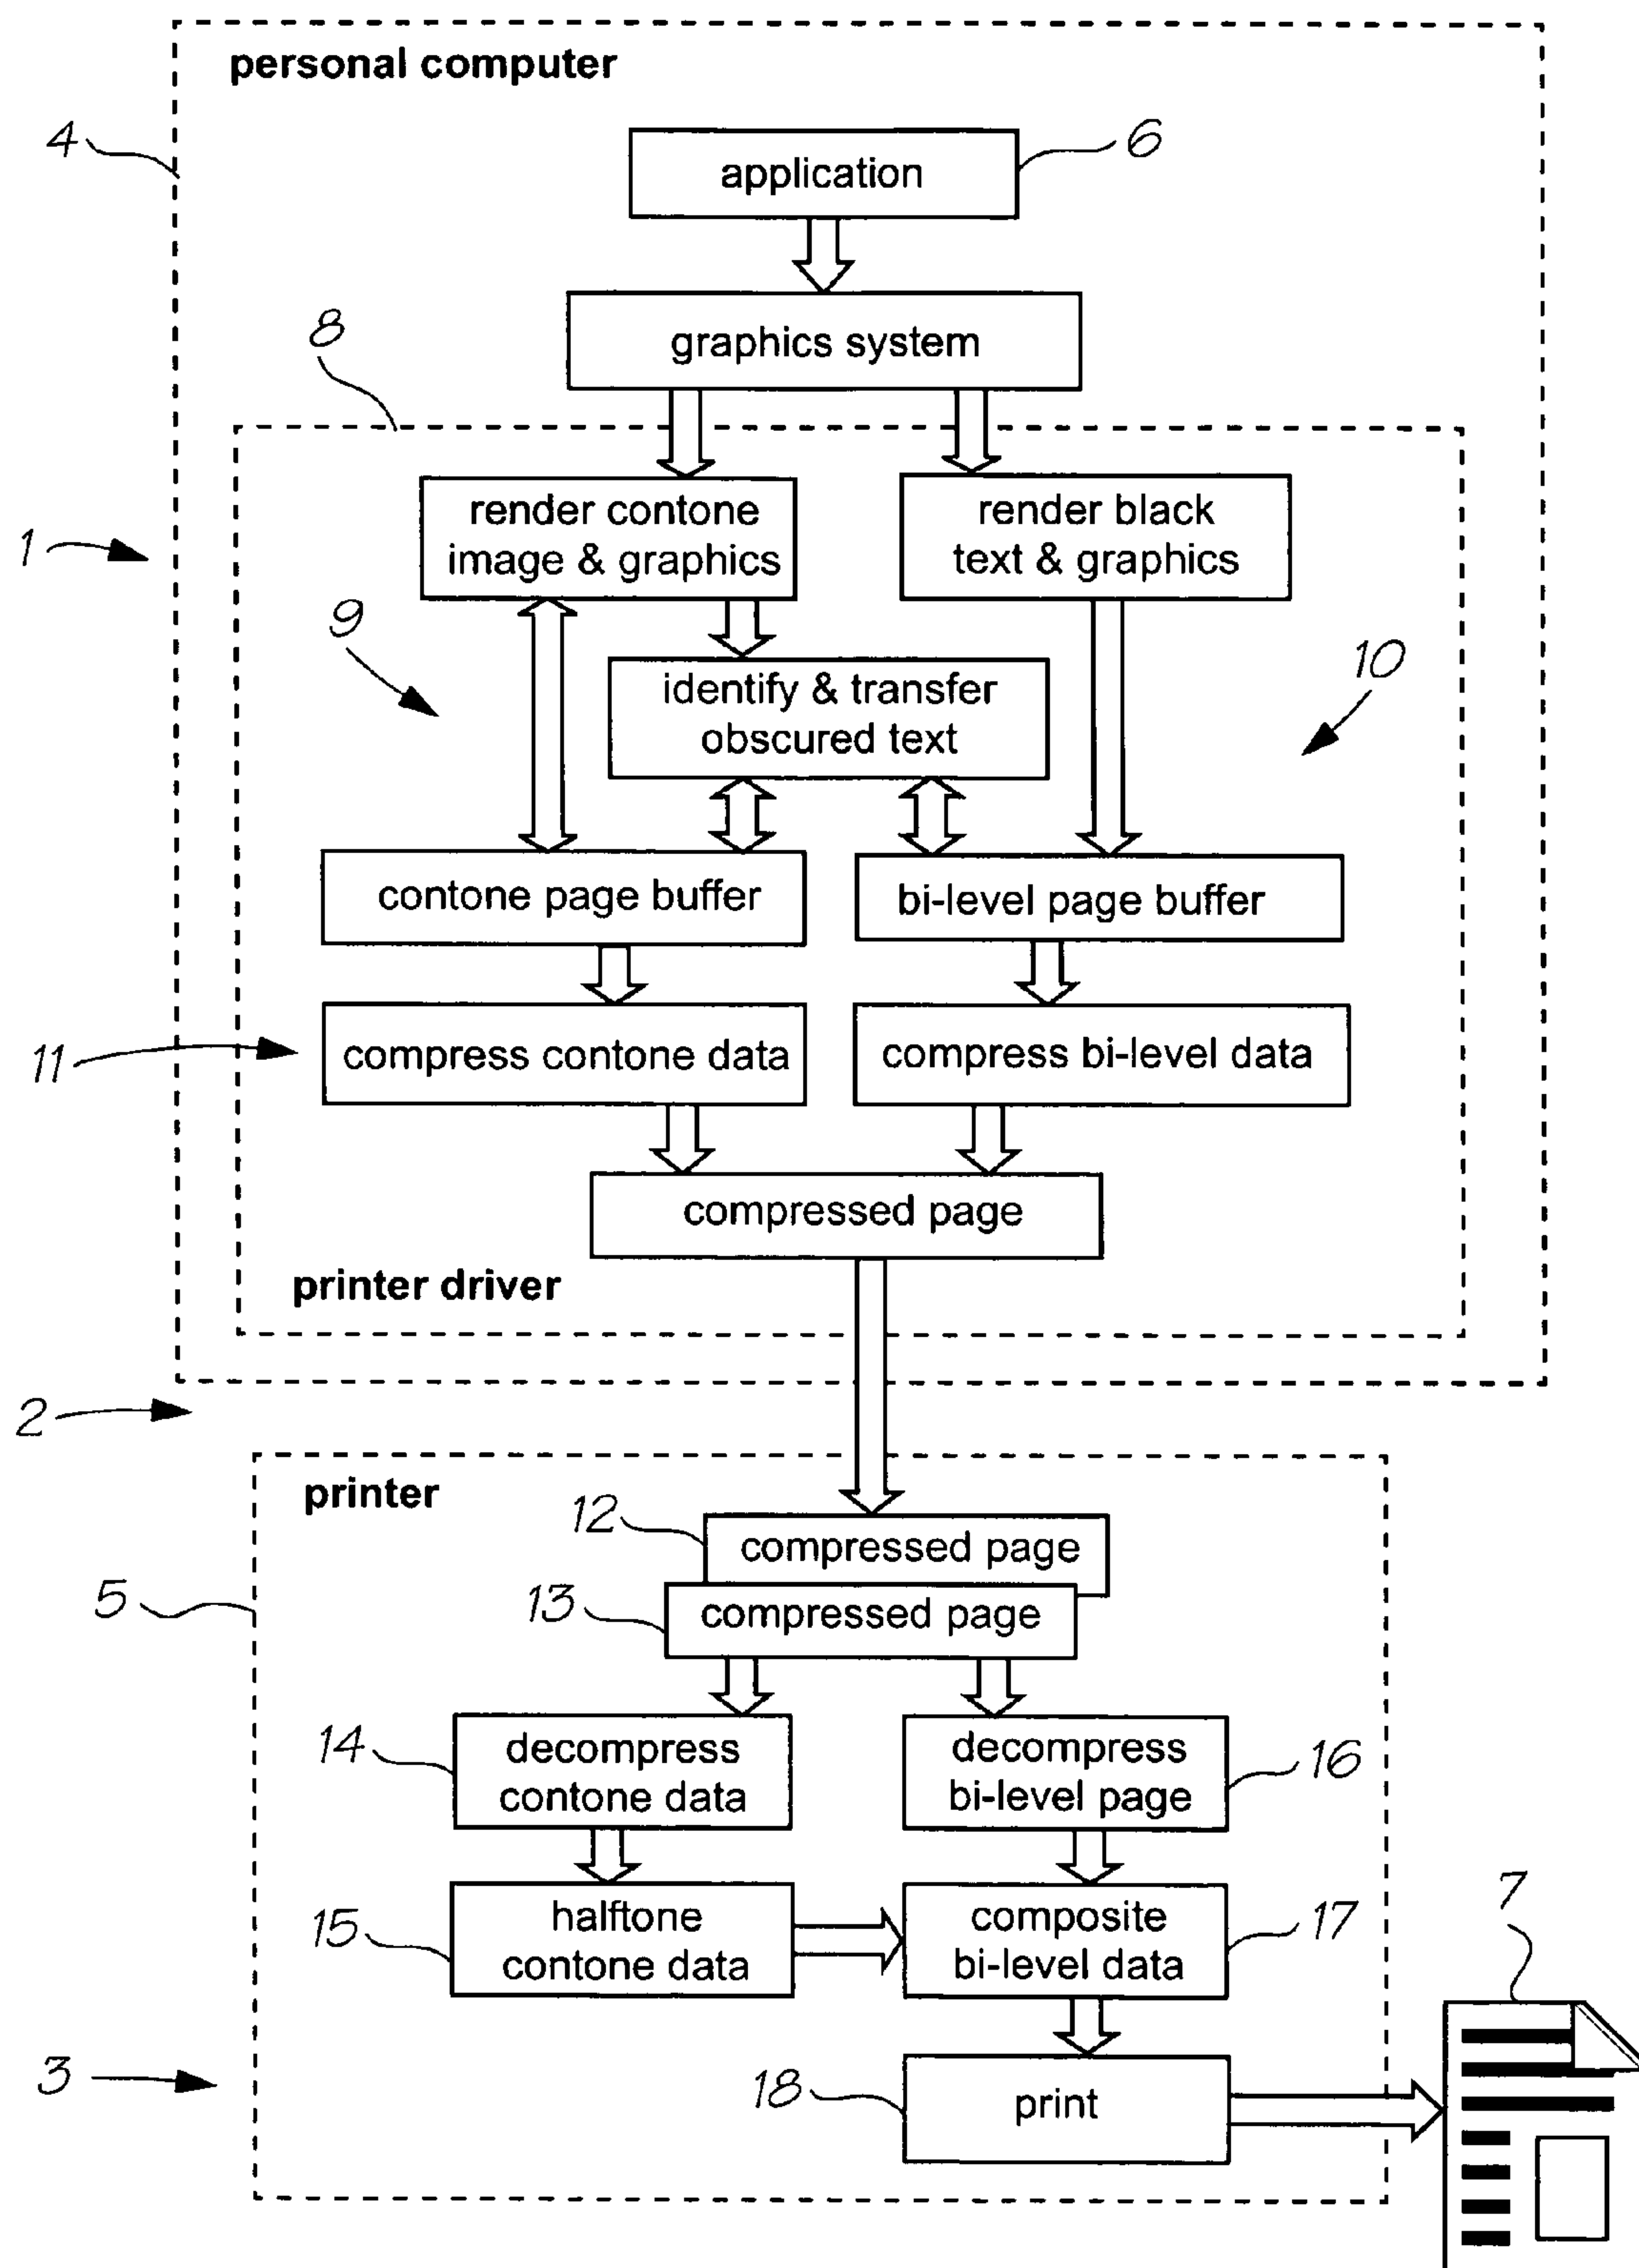 personal computer
4
application
6
graphics system
8
render contone
image & graphics
render black
text & graphics
1
9
identify & transfer
obscured text
10
contone page buffer
bi-level page buffer
11
compress contone data
compress bi-level data
compressed page
printer driver
2
printer
12
compressed page
5
13
compressed page
14
decompress
contone data
decompress
bi-level page
16
15
halftone
contone data
composite
bi-level data
17
7
3
18
print